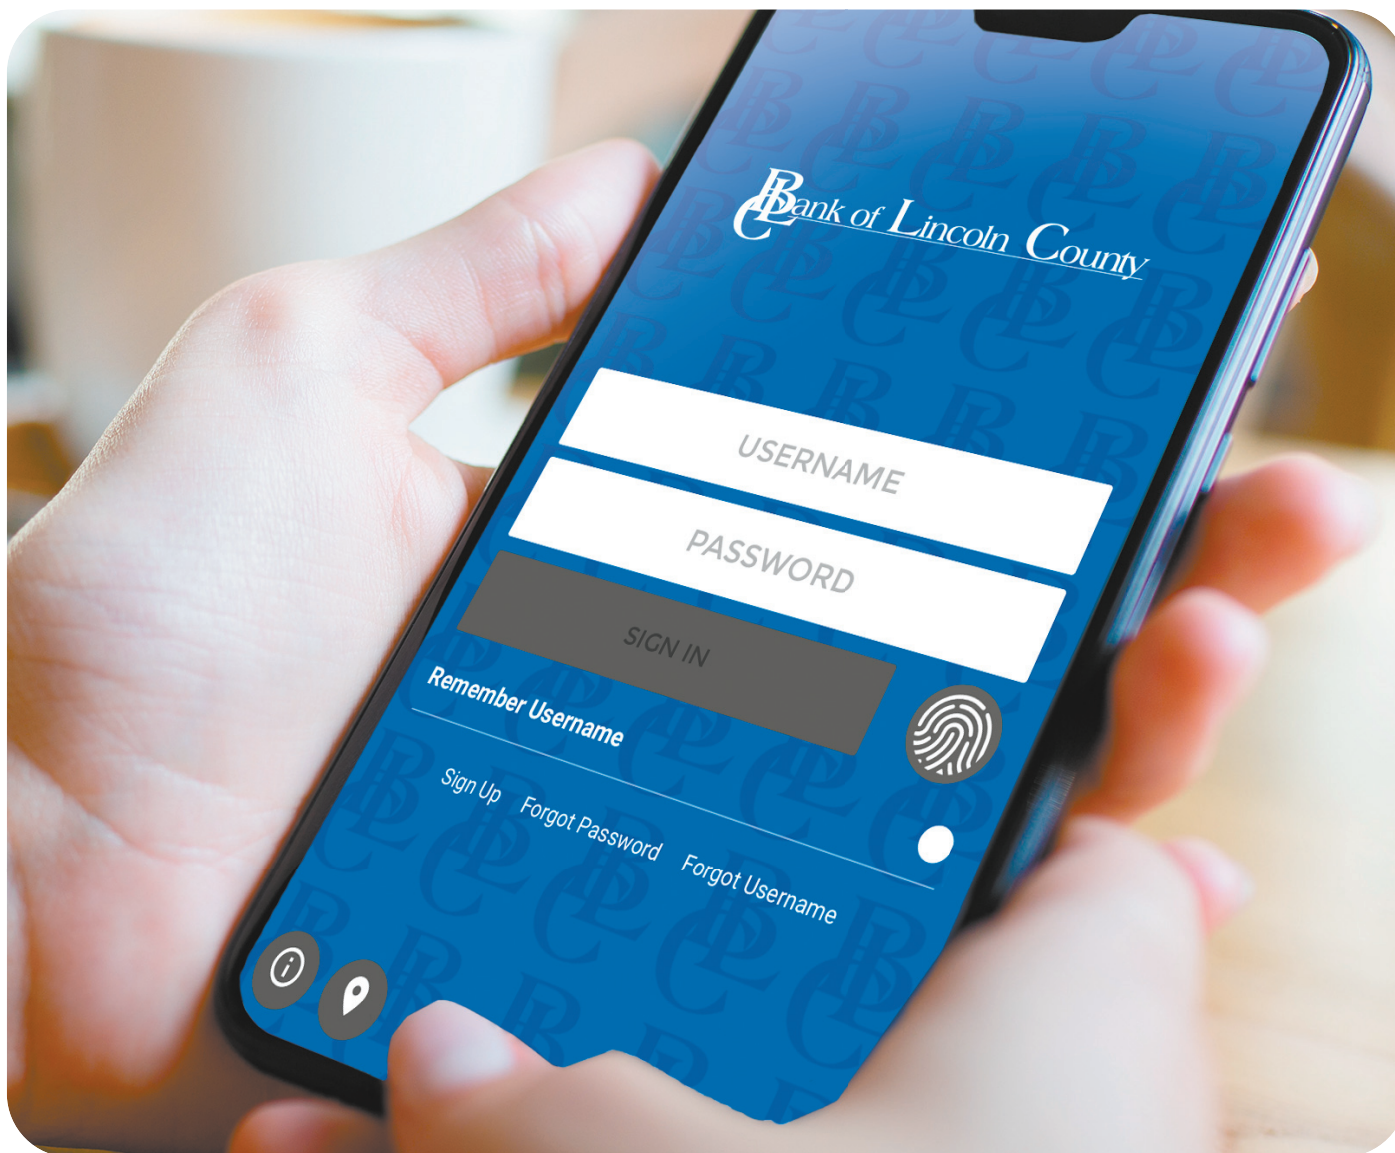 Bank of Lincoln County
USERNAME
PASSWORD
SIGN IN
Remember Username
Sign Up Forgot Password Forgot Username